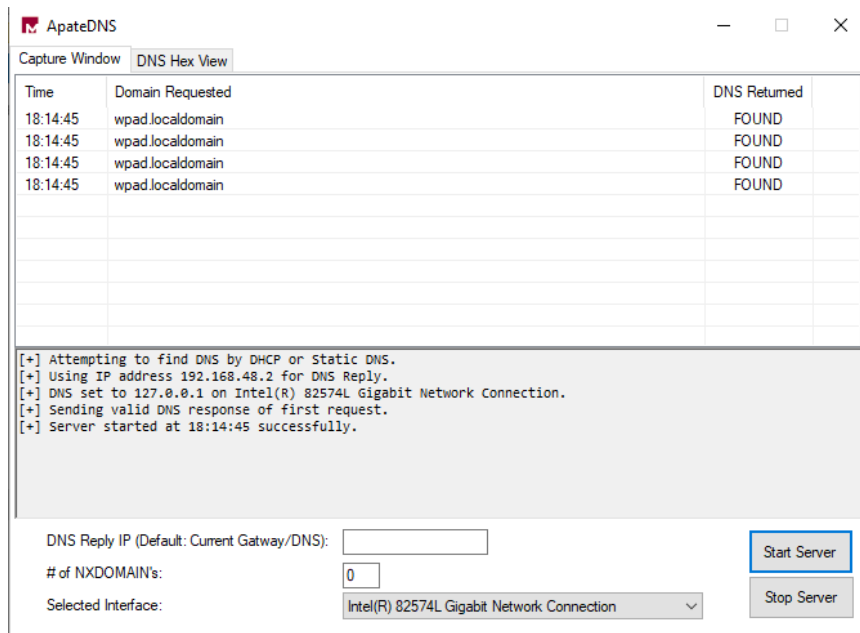 ApateDNS
Capture Window DNS Hex View
Time Domain Requested DNS Returned
18:14:45 wpad.localdomain FOUND
18:14:45 wpad.localdomain FOUND
18:14:45 wpad.localdomain FOUND
18:14:45 wpad.localdomain FOUND
[+] Attempting to find DNS by DHCP or Static DNS.
[+] Using IP address 192.168.48.2 for DNS Reply.
[+] DNS set to 127.0.0.1 on Intel(R) 82574L Gigabit Network Connection.
[+] Sending valid DNS response of first request.
[+] Server started at 18:14:45 successfully.
DNS Reply IP (Default: Current Gatway/DNS):
Start Server
# of NXDOMAIN's: 0
Selected Interface: Intel(R) 82574L Gigabit Network Connection
Stop Server